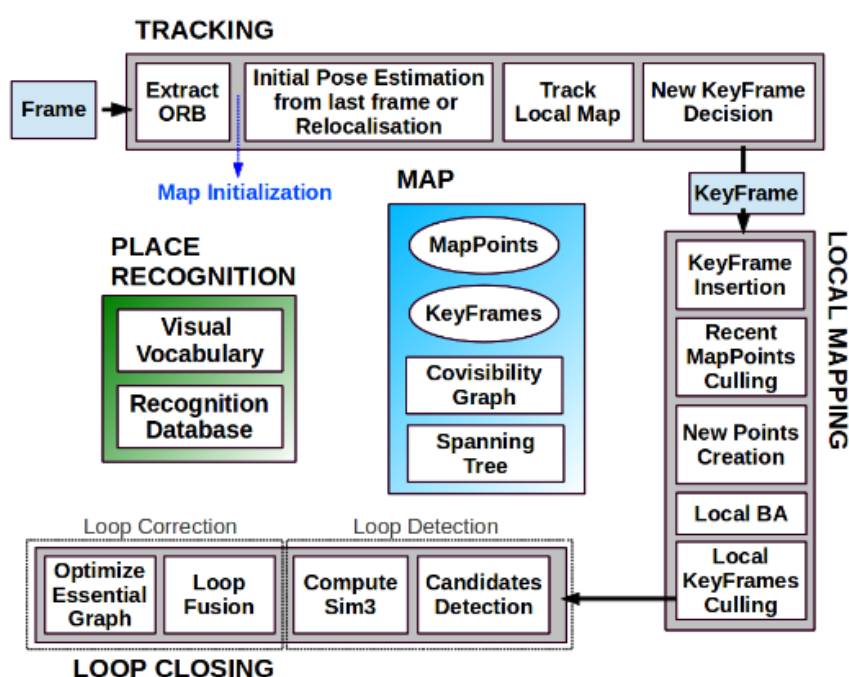 TRACKING
Frame
Extract
ORB
Initial Pose Estimation
from last frame or
Relocalisation
Track
Local Map
New KeyFrame
Decision
Map Initialization
KeyFrame
MAP
MapPoints
KeyFrames
Covisibility
Graph
Spanning
Tree
PLACE
RECOGNITION
Visual
Vocabulary
Recognition
Database
LOCAL MAPPING
KeyFrame
Insertion
Recent
MapPoints
Culling
New Points
Creation
Local BA
Local
KeyFrames
Culling
Loop Correction
Loop Detection
Optimize
Essential
Graph
Loop
Fusion
Compute
Sim3
Candidates
Detection
LOOP CLOSING